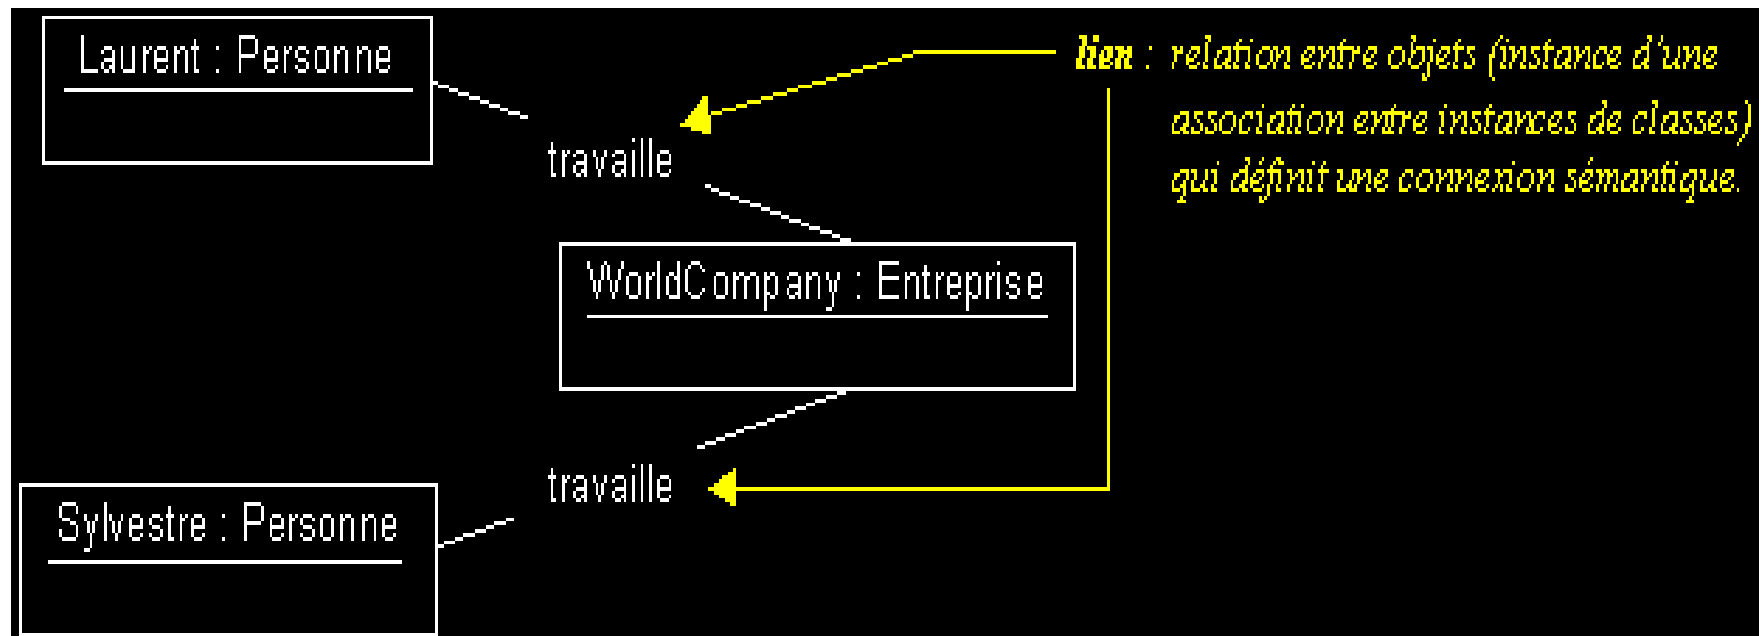 Laurent : Personne
lien : relation entre objets (instance d'une
association entre instances de classes)
qui définit une connexion sémantique.
travaille
WorldCompany : Entreprise
travaille
Sylvestre : Personne